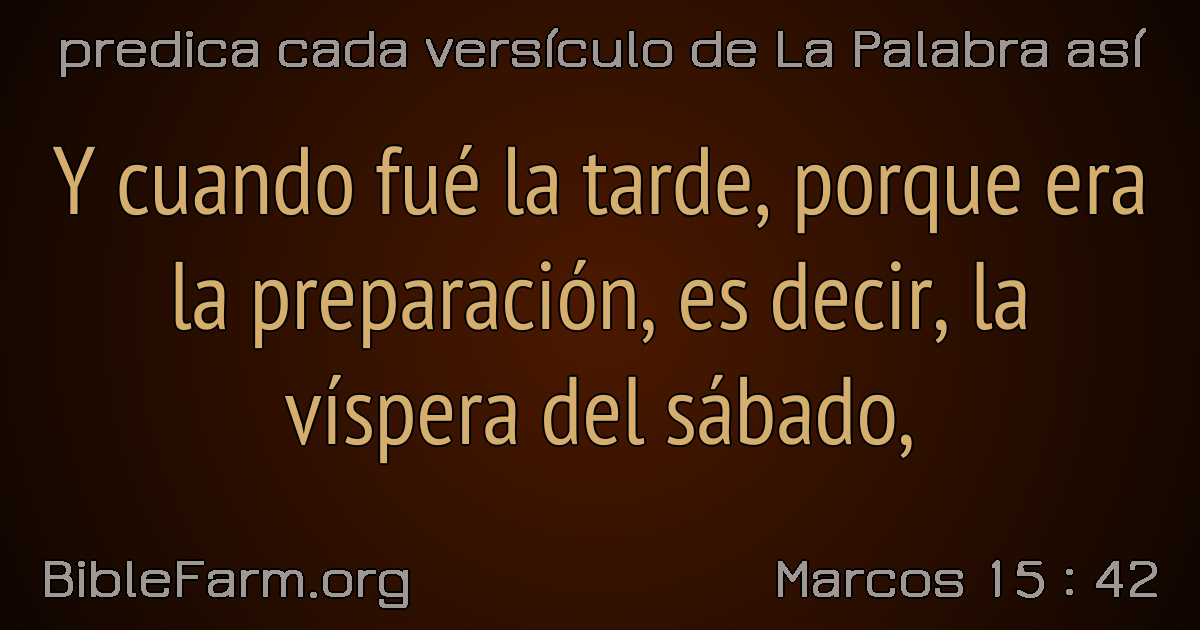 predica cada versículo de La Palabra así
Y cuando fué la tarde, porque era
la preparación, es decir, la
víspera del sábado,
BibleFarm.org
Marcos 15 : 42